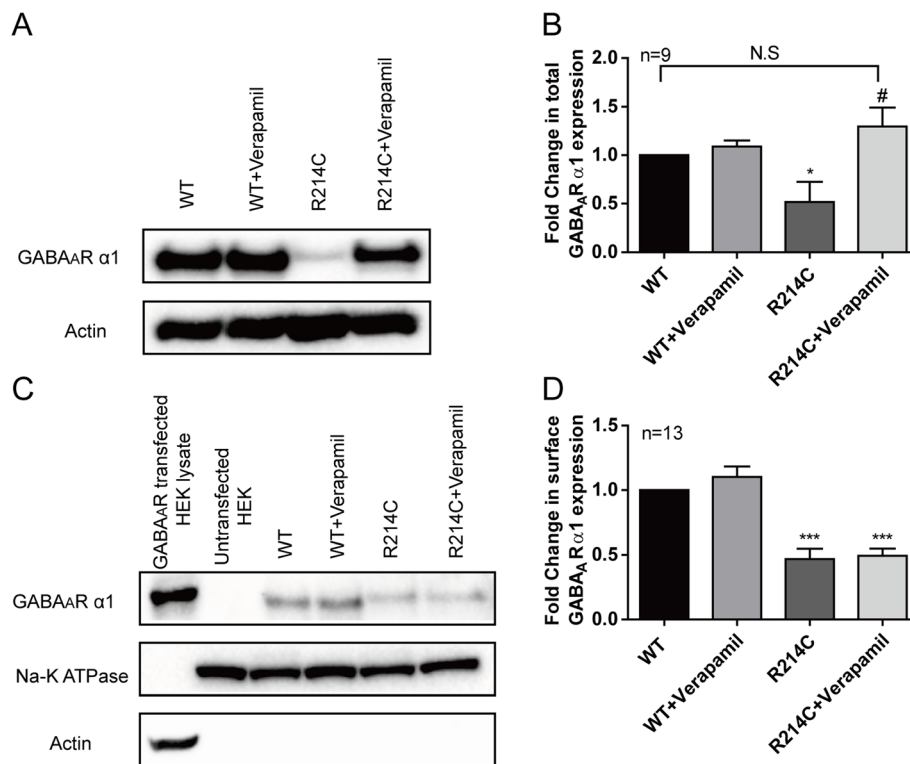 A
WT
WT+Verapamil
R214C
R214C+Verapamil
GABAAR α1
Actin
B
n=9
N.S
Fold Change in total
GABAAR α1 expression
2.0
1.5
1.0
0.5
0.0
*
#
WT
WT+Verapamil
R214C
R214C+Verapamil
C
GABAAR transfected
HEK lysate
Untransfected
HEK
WT
WT+Verapamil
R214C
R214C+Verapamil
GABAAR α1
Na-K ATPase
Actin
D
n=13
Fold Change in surface
GABAAR α1 expression
1.5
1.0
0.5
0.0
***
***
WT
WT+Verapamil
R214C
R214C+Verapamil